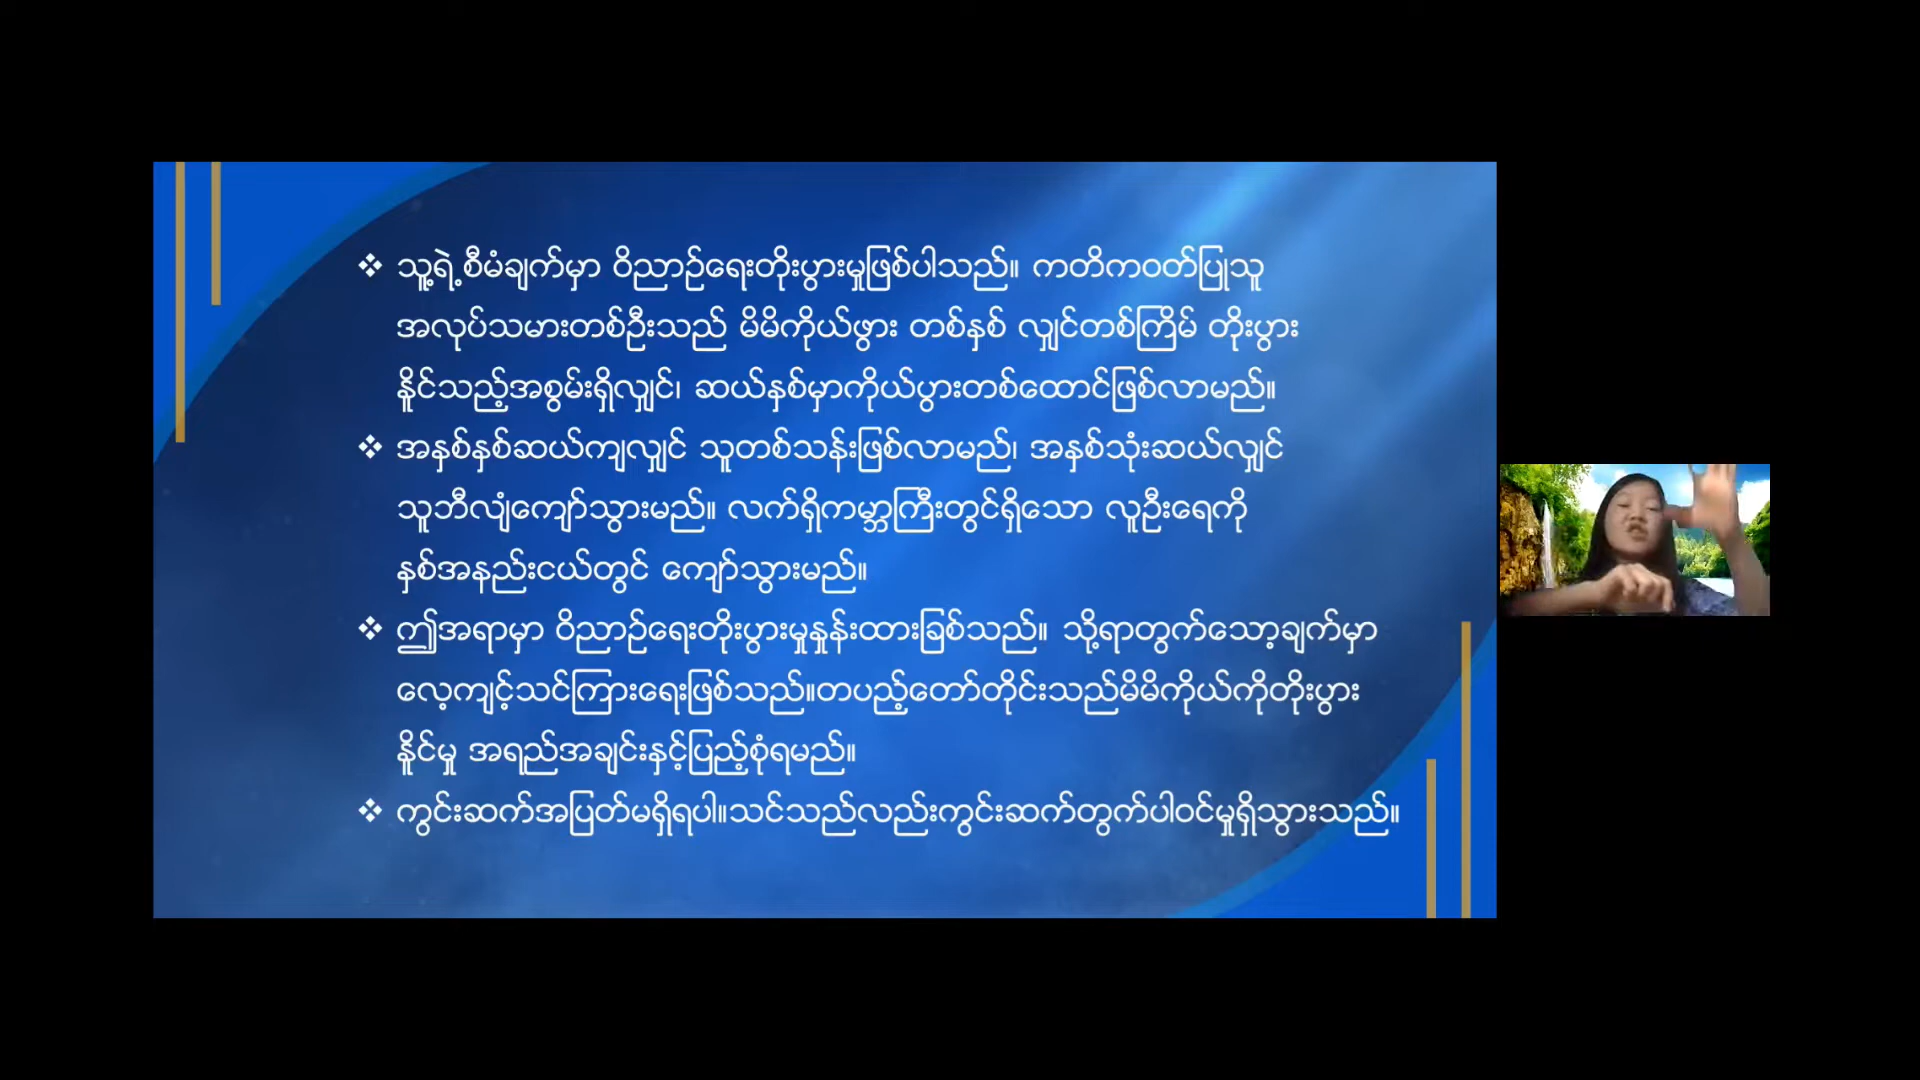 ❖ သူ့ရဲ့စီမံချက်မှာ ဝိညာဉ်ရေးတိုးပွားမှုဖြစ်ပါသည်။ ကတိကဝတ်ပြုသူ
အလုပ်သမားတစ်ဦးသည် မိမိကိုယ်ဖွား တစ်နှစ် လျှင်တစ်ကြိမ် တိုးပွား
နိူင်သည့်အစွမ်းရှိလျှင်၊ ဆယ်နှစ်မှာကိုယ်ပွားတစ်ထောင်ဖြစ်လာမည်။
❖ အနှစ်နှစ်ဆယ်ကျလျှင် သူတစ်သန်းဖြစ်လာမည်၊ အနှစ်သုံးဆယ်လျှင်
သူဘီလျံကျော်သွားမည်။ လက်ရှိကမ္ဘာကြီးတွင်ရှိသော လူဦးရေကို
နှစ်အနည်းငယ်တွင် ကျော်သွားမည်။
❖ ဤအရာမှာ ဝိညာဉ်ရေးတိုးပွားမှုနှုန်းထားခြစ်သည်။ သို့ရာတွက်သော့ချက်မှာ
လေ့ကျင့်သင်ကြားရေးဖြစ်သည်။တပည့်တော်တိုင်းသည်မိမိကိုယ်ကိုတိုးပွား
နိူင်မှု အရည်အချင်းနှင့်ပြည့်စုံရမည်။
❖ ကွင်းဆက်အပြတ်မရှိရပါ။သင်သည်လည်းကွင်းဆက်တွက်ပါဝင်မှုရှိသွားသည်။